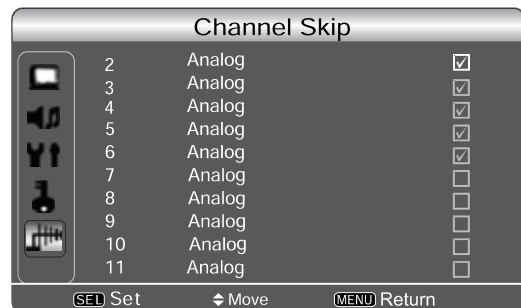 Channel Skip
2 Analog
3 Analog
4 Analog
5 Analog
6 Analog
7 Analog
8 Analog
9 Analog
10 Analog
11 Analog
SEL Set Move MENU Return